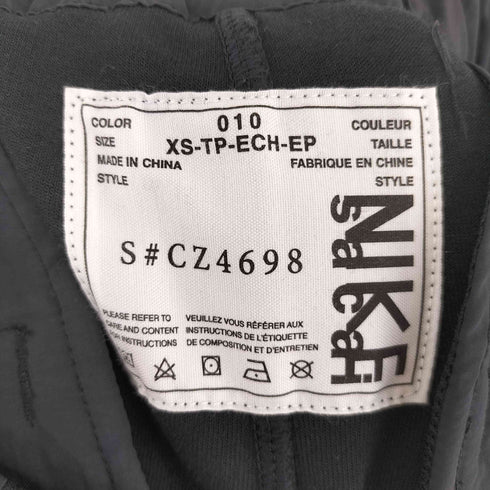 COLOR 010 COULEUR
SIZE XS-TP-ECH-EP TAILLE
MADE IN CHINA FABRIQUE EN CHINE
STYLE STYLE
S#CZ4698
NIKE
sacai
PLEASE REFER TO VEUILLEZ VOUS RÉFÉRER AUX
CARE AND CONTENT INSTRUCTIONS DE L'ÉTIQUETTE
FOR INSTRUCTIONS DE COMPOSITION ET D'ENTRETIEN